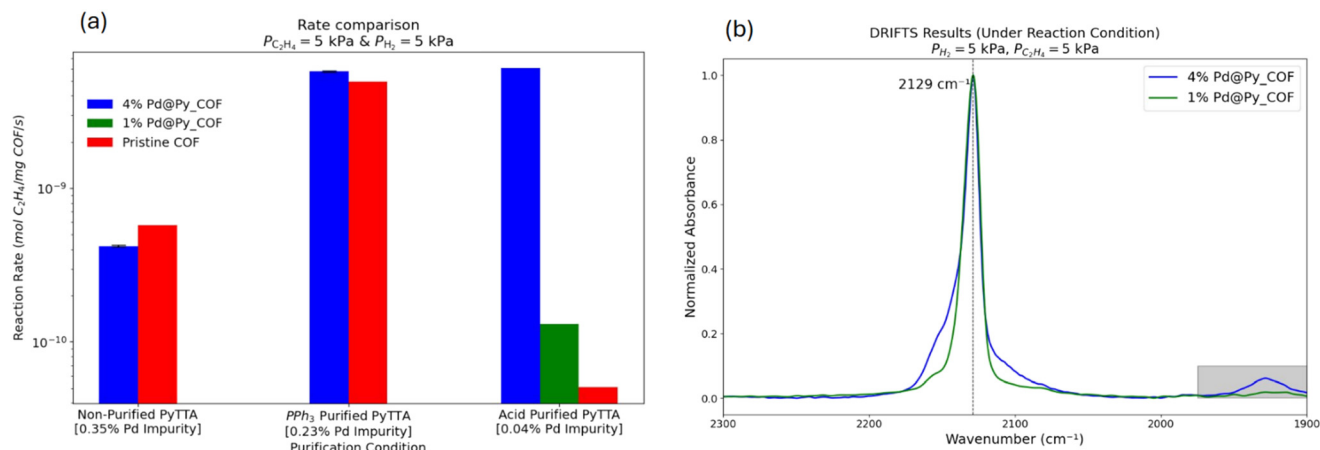 (a)
Rate comparison
P_C₂H₄ = 5 kPa & P_H₂ = 5 kPa
Reaction Rate (mol C₂H₄/mg COF/s)
4% Pd@Py_COF
1% Pd@Py_COF
Pristine COF
10⁻⁹
10⁻¹⁰
Non-Purified PyTTA
[0.35% Pd Impurity]
PPh₃ Purified PyTTA
[0.23% Pd Impurity]
Acid Purified PyTTA
[0.04% Pd Impurity]
Purification Condition
(b)
DRIFTS Results (Under Reaction Condition)
P_H₂ = 5 kPa, P_C₂H₄ = 5 kPa
2129 cm⁻¹
4% Pd@Py_COF
1% Pd@Py_COF
Normalized Absorbance
1.0
0.8
0.6
0.4
0.2
0.0
2300 2200 2100 2000 1900
Wavenumber (cm⁻¹)